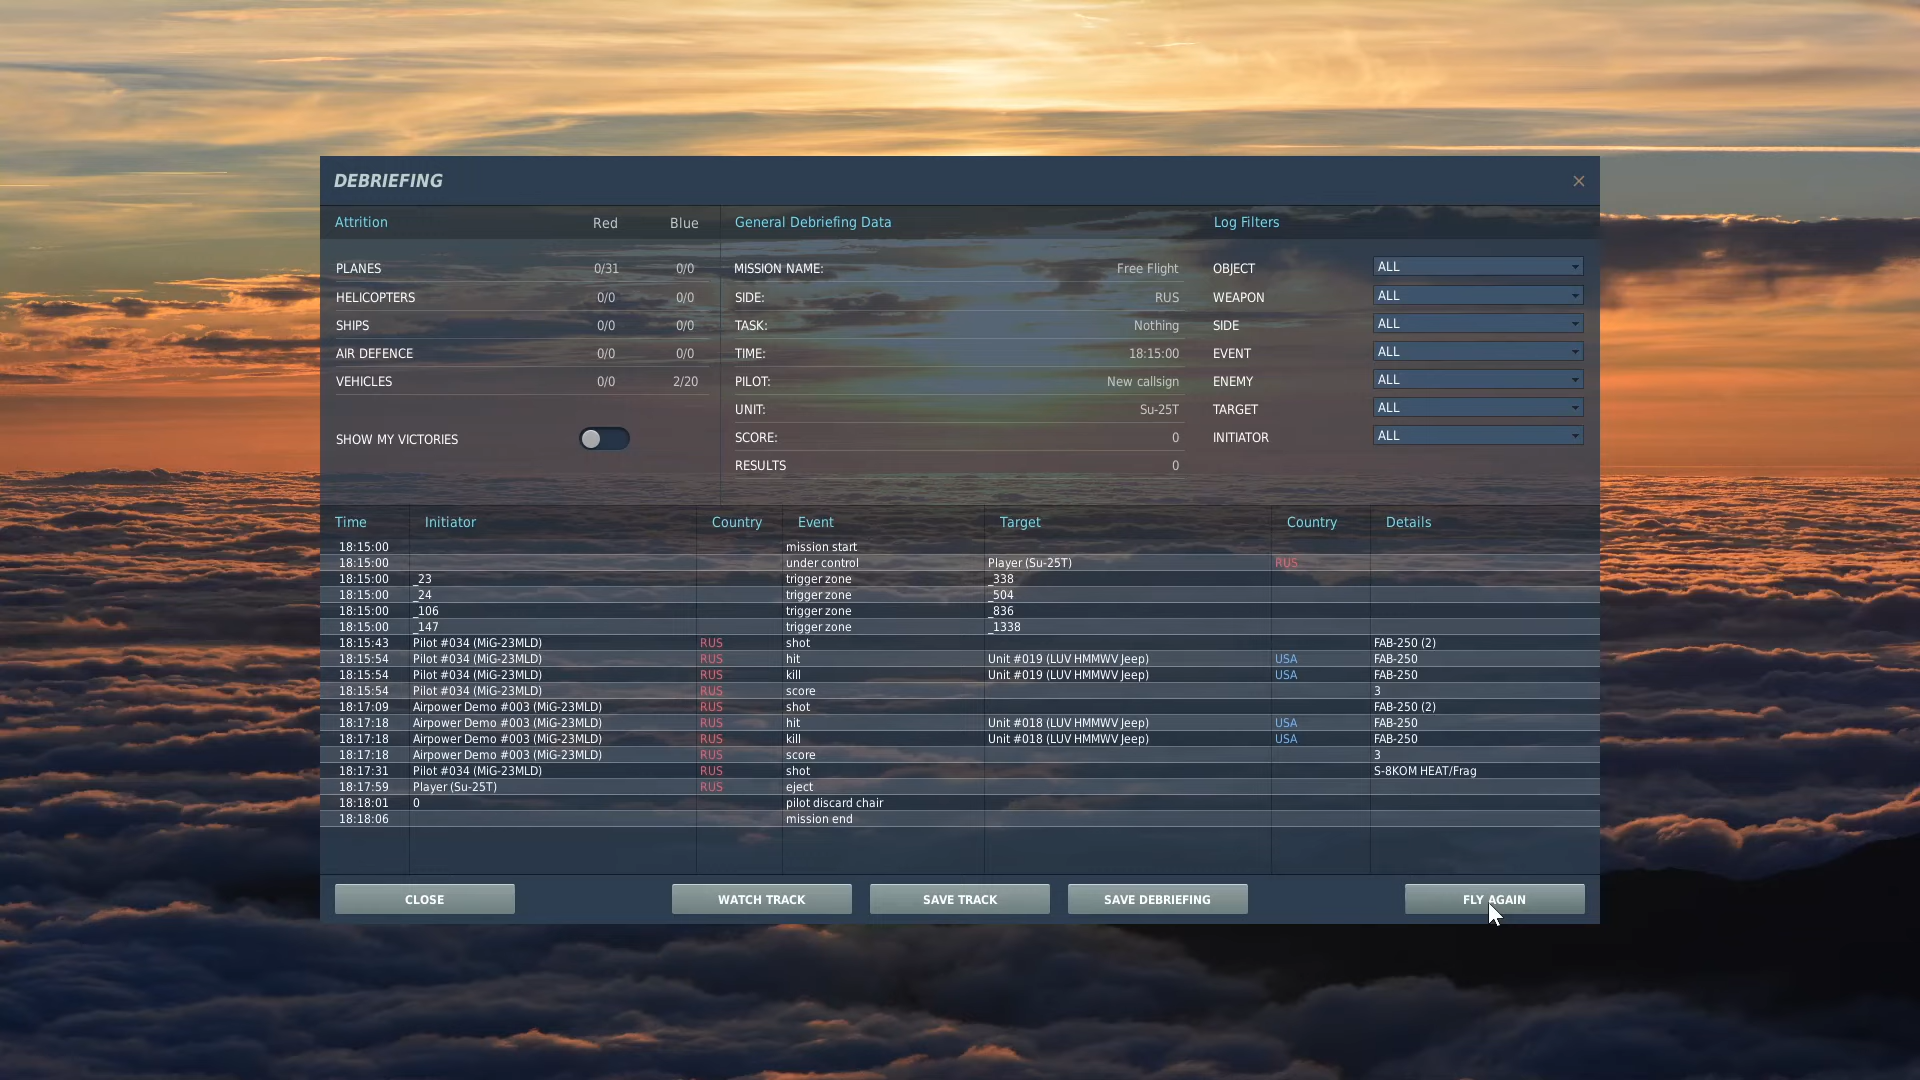 DEBRIEFING
Attrition Red Blue General Debriefing Data Log Filters
PLANES 0/31 0/0 MISSION NAME: Free Flight OBJECT ALL
HELICOPTERS 0/0 0/0 SIDE: RUS WEAPON ALL
SHIPS 0/0 0/0 TASK: Nothing SIDE ALL
AIR DEFENCE 0/0 0/0 TIME: 18:15:00 EVENT ALL
VEHICLES 0/0 2/20 PILOT: New callsign ENEMY ALL
UNIT: Su-25T TARGET ALL
SHOW MY VICTORIES SCORE: 0 INITIATOR ALL
RESULTS 0
Time Initiator Country Event Target Country Details
18:15:00 mission start
18:15:00 under control Player (Su-25T) RUS
18:15:00 _23 trigger zone _338
18:15:00 _24 trigger zone _504
18:15:00 _106 trigger zone _836
18:15:00 _147 trigger zone _1338
18:15:43 Pilot #034 (MiG-23MLD) RUS shot FAB-250 (2)
18:15:54 Pilot #034 (MiG-23MLD) RUS hit Unit #019 (LUV HMMWV Jeep) USA FAB-250
18:15:54 Pilot #034 (MiG-23MLD) RUS kill Unit #019 (LUV HMMWV Jeep) USA FAB-250
18:15:54 Pilot #034 (MiG-23MLD) RUS score 3
18:17:09 Airpower Demo #003 (MiG-23MLD) RUS shot FAB-250 (2)
18:17:18 Airpower Demo #003 (MiG-23MLD) RUS hit Unit #018 (LUV HMMWV Jeep) USA FAB-250
18:17:18 Airpower Demo #003 (MiG-23MLD) RUS kill Unit #018 (LUV HMMWV Jeep) USA FAB-250
18:17:18 Airpower Demo #003 (MiG-23MLD) RUS score 3
18:17:31 Pilot #034 (MiG-23MLD) RUS shot S-8KOM HEAT/Frag
18:17:59 Player (Su-25T) RUS eject
18:18:01 0 pilot discard chair
18:18:06 mission end
CLOSE WATCH TRACK SAVE TRACK SAVE DEBRIEFING FLY AGAIN